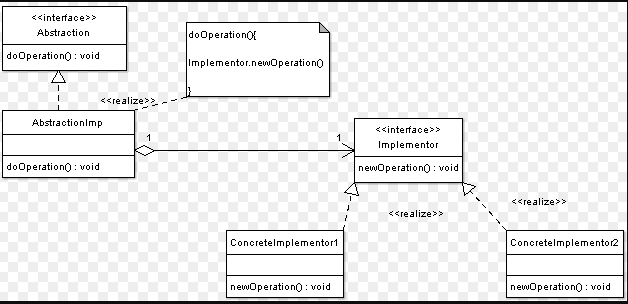 <<interface>>
Abstraction
doOperation() : void
doOperation(){
Implementor.newOperation()
}
<<realize>>
AbstractionImp
doOperation() : void
1
1
<<interface>>
Implementor
newOperation() : void
<<realize>>
<<realize>>
ConcreteImplementor1
newOperation() : void
ConcreteImplementor2
newOperation() : void